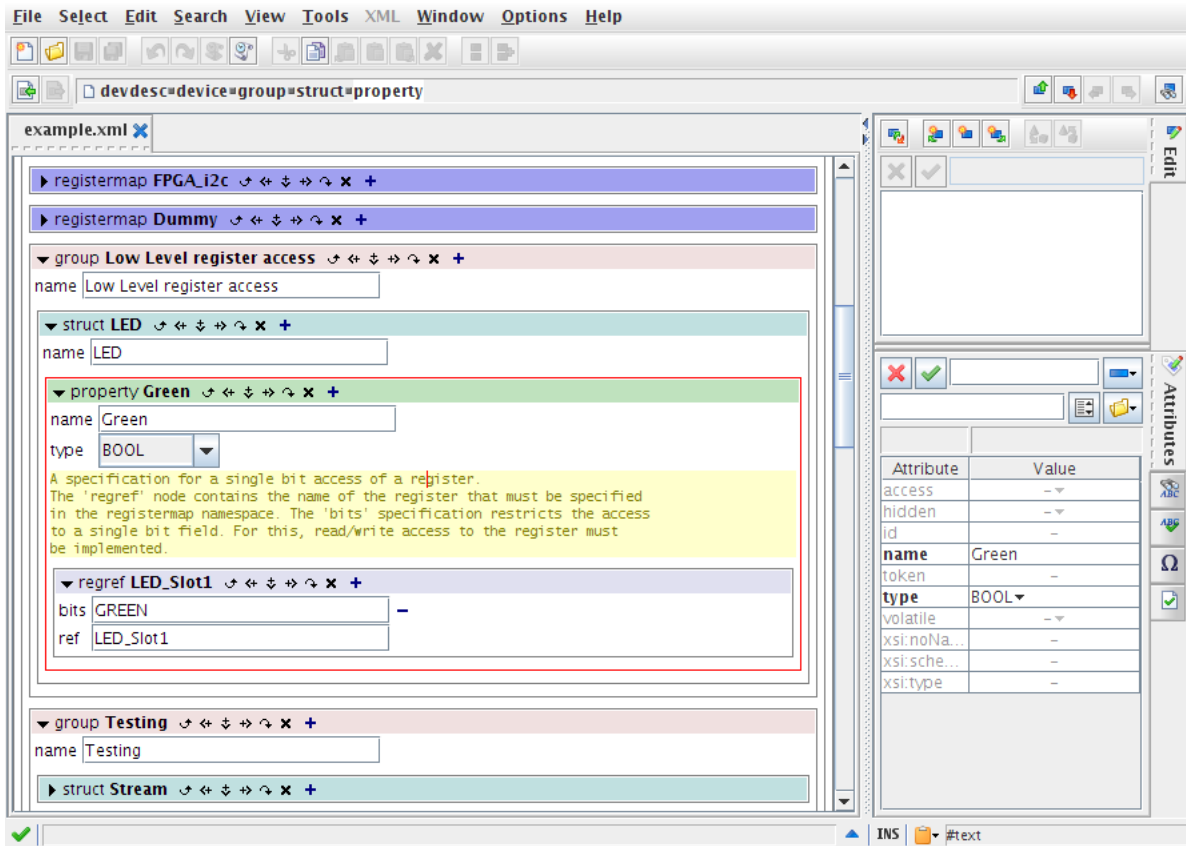 File Select Edit Search View Tools XML Window Options Help
devdesc=device=group=struct=property
example.xml
registermap FPGA_i2c
registermap Dummy
group Low Level register access
name Low Level register access
struct LED
name LED
property Green
name Green
type BOOL
A specification for a single bit access of a register.
The 'regref' node contains the name of the register that must be specified
in the registermap namespace. The 'bits' specification restricts the access
to a single bit field. For this, read/write access to the register must
be implemented.
regref LED_Slot1
bits GREEN
ref LED_Slot1
group Testing
name Testing
struct Stream
Edit
Attributes
Attribute Value
access –
hidden –
id –
name Green
token –
type BOOL
volatile –
xsi:noNa... –
xsi:sche... –
xsi:type –
ABC
ABC
Ω
INS #text